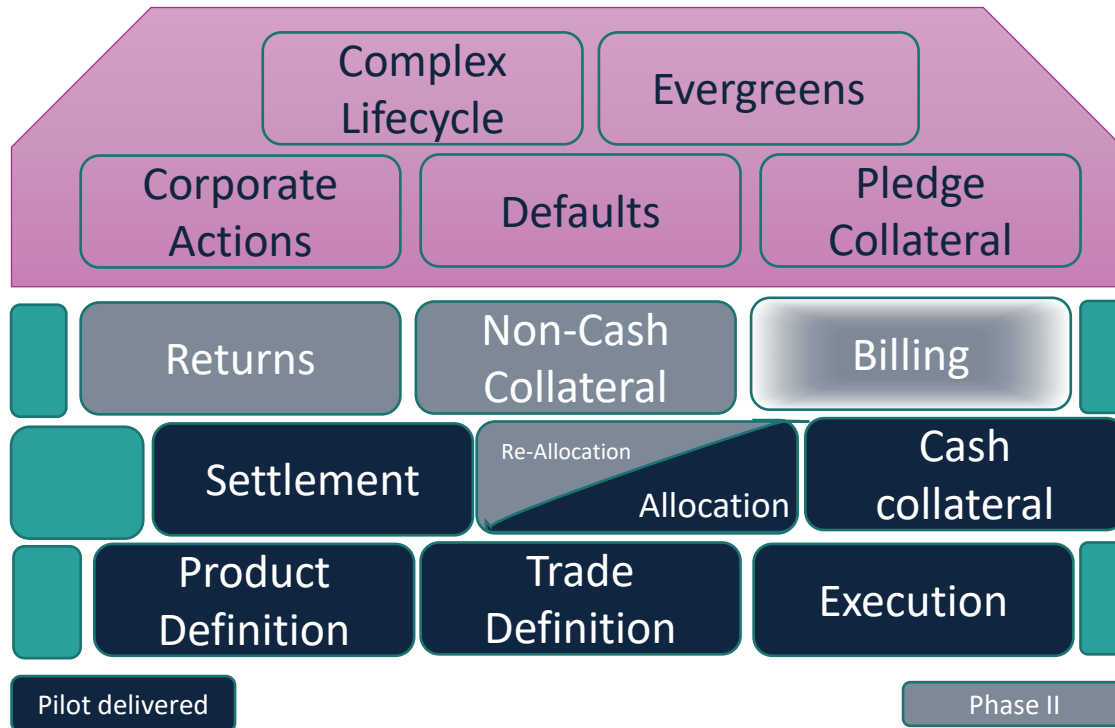 Complex
Lifecycle
Evergreens
Corporate
Actions
Defaults
Pledge
Collateral
Returns
Non-Cash
Collateral
Billing
Settlement
Re-Allocation
Allocation
Cash
collateral
Product
Definition
Trade
Definition
Execution
Pilot delivered
Phase II